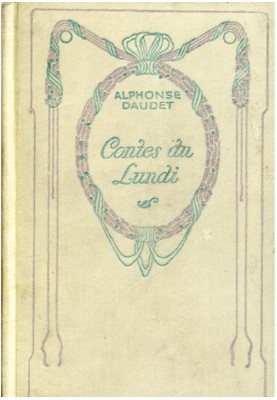 ALPHONSE
DAUDET
Contes du
Lundi